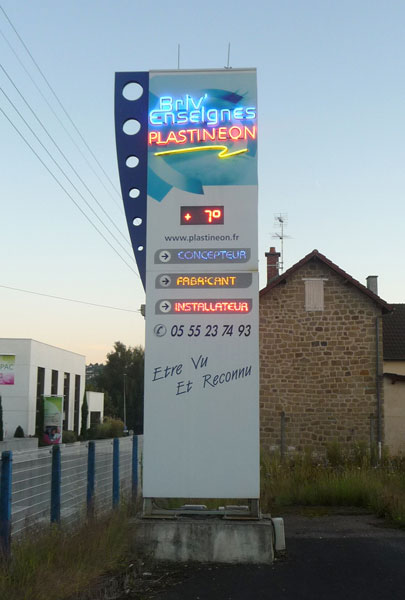 Briv'
Enseignes
PLASTINEON
+ 7°
www.plastineon.fr
CONCEPTEUR
FABRICANT
INSTALLATEUR
05 55 23 74 93
Etre Vu
Et Reconnu
PAC